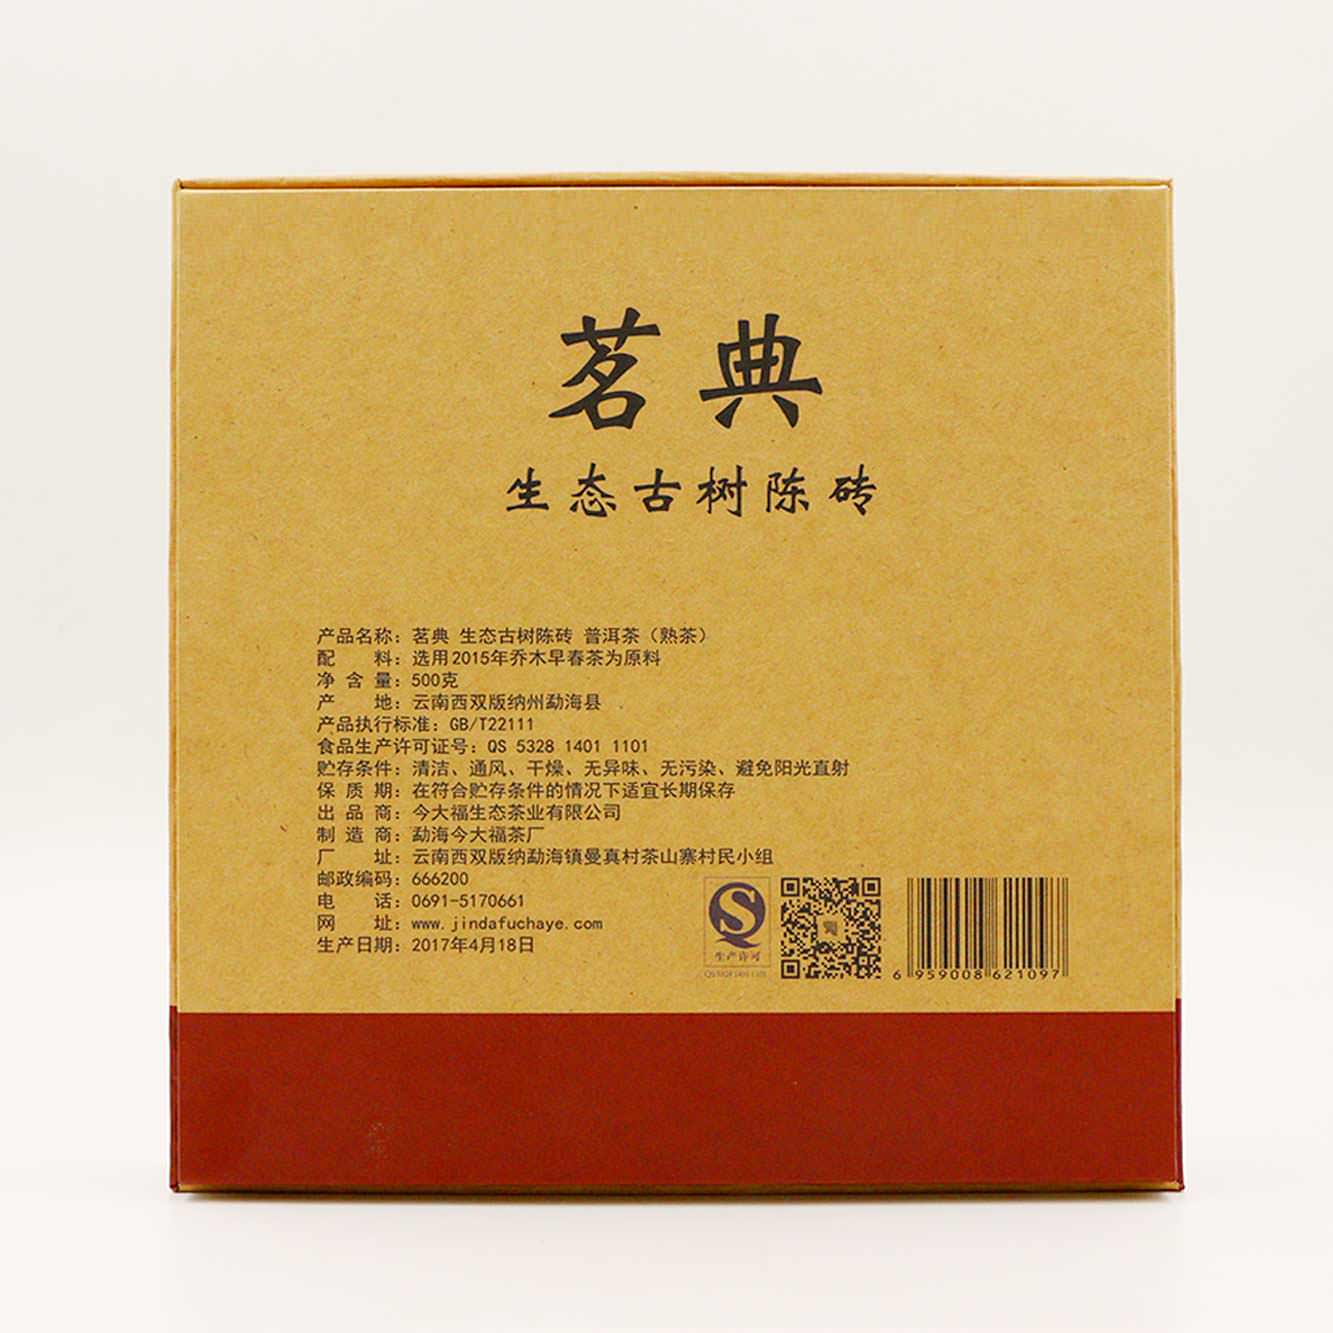 茗典
生态古树陈砖
产品名称：茗典 生态古树陈砖 普洱茶（熟茶）
配 料：选用2015年乔木早春茶为原料
净 含 量：500克
产 地：云南西双版纳州勐海县
产品执行标准：GB/T22111
食品生产许可证号：QS 5328 1401 1101
贮存条件：清洁、通风、干燥、无异味、无污染、避免阳光直射
保 质 期：在符合贮存条件的情况下适宜长期保存
出 品 商：今大福生态茶业有限公司
制 造 商：勐海今大福茶厂
厂 址：云南西双版纳勐海镇曼真村茶山寨村民小组
邮政编码：666200
电 话：0691-5170661
网 址：www.jindafuchaye.com
生产日期：2017年4月18日
生产许可
QS 5328 1401 1101
6 959008 621097